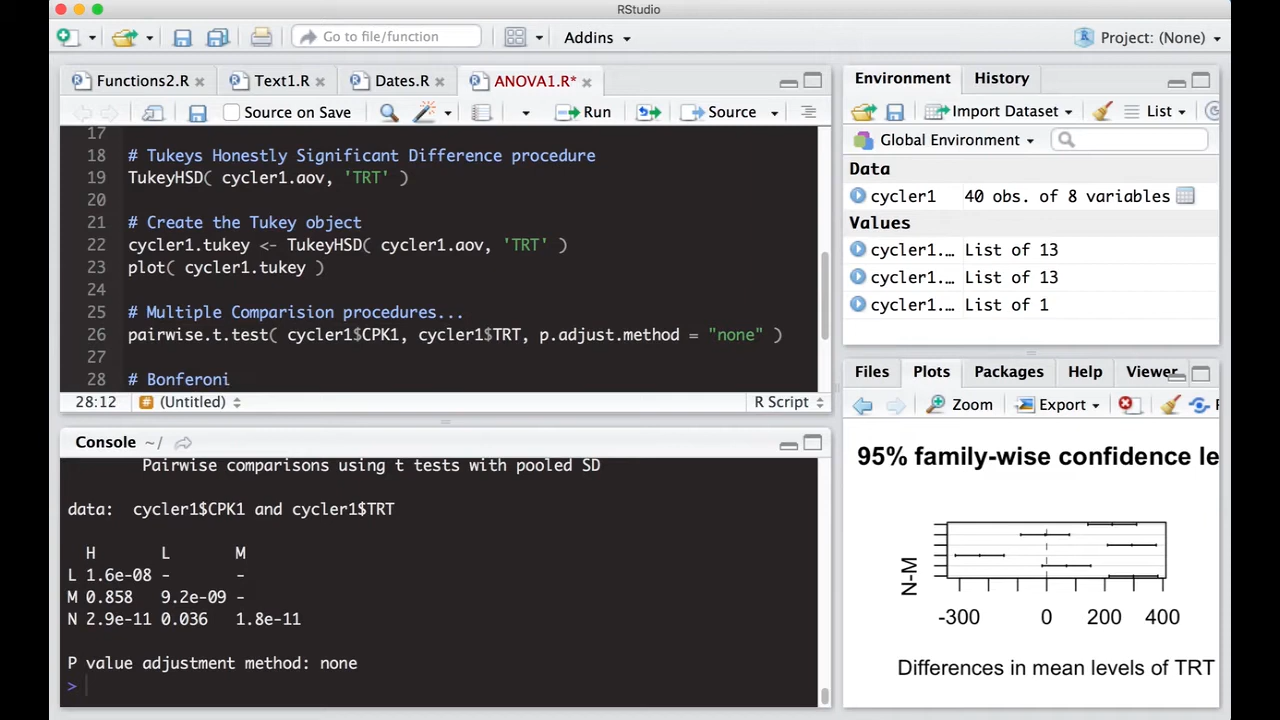 RStudio
Go to file/function
Addins
Project: (None)
Functions2.R
Text1.R
Dates.R
ANOVA1.R*
Source on Save
Run
Source
17
18 # Tukeys Honestly Significant Difference procedure
19 TukeyHSD( cycler1.aov, 'TRT' )
20
21 # Create the Tukey object
22 cycler1.tukey <- TukeyHSD( cycler1.aov, 'TRT' )
23 plot( cycler1.tukey )
24
25 # Multiple Comparision procedures...
26 pairwise.t.test( cycler1$CPK1, cycler1$TRT, p.adjust.method = "none" )
27
28 # Bonferoni
28:12 # (Untitled) R Script
Console ~/
Pairwise comparisons using t tests with pooled SD
data: cycler1$CPK1 and cycler1$TRT
H L M
L 1.6e-08 - -
M 0.858 9.2e-09 -
N 2.9e-11 0.036 1.8e-11
P value adjustment method: none
>
Environment History
Import Dataset
List
Global Environment
Data
cycler1 40 obs. of 8 variables
Values
cycler1.… List of 13
cycler1.… List of 13
cycler1.… List of 1
Files Plots Packages Help Viewer
Zoom Export
95% family-wise confidence le
N-M
-300 0 200 400
Differences in mean levels of TRT